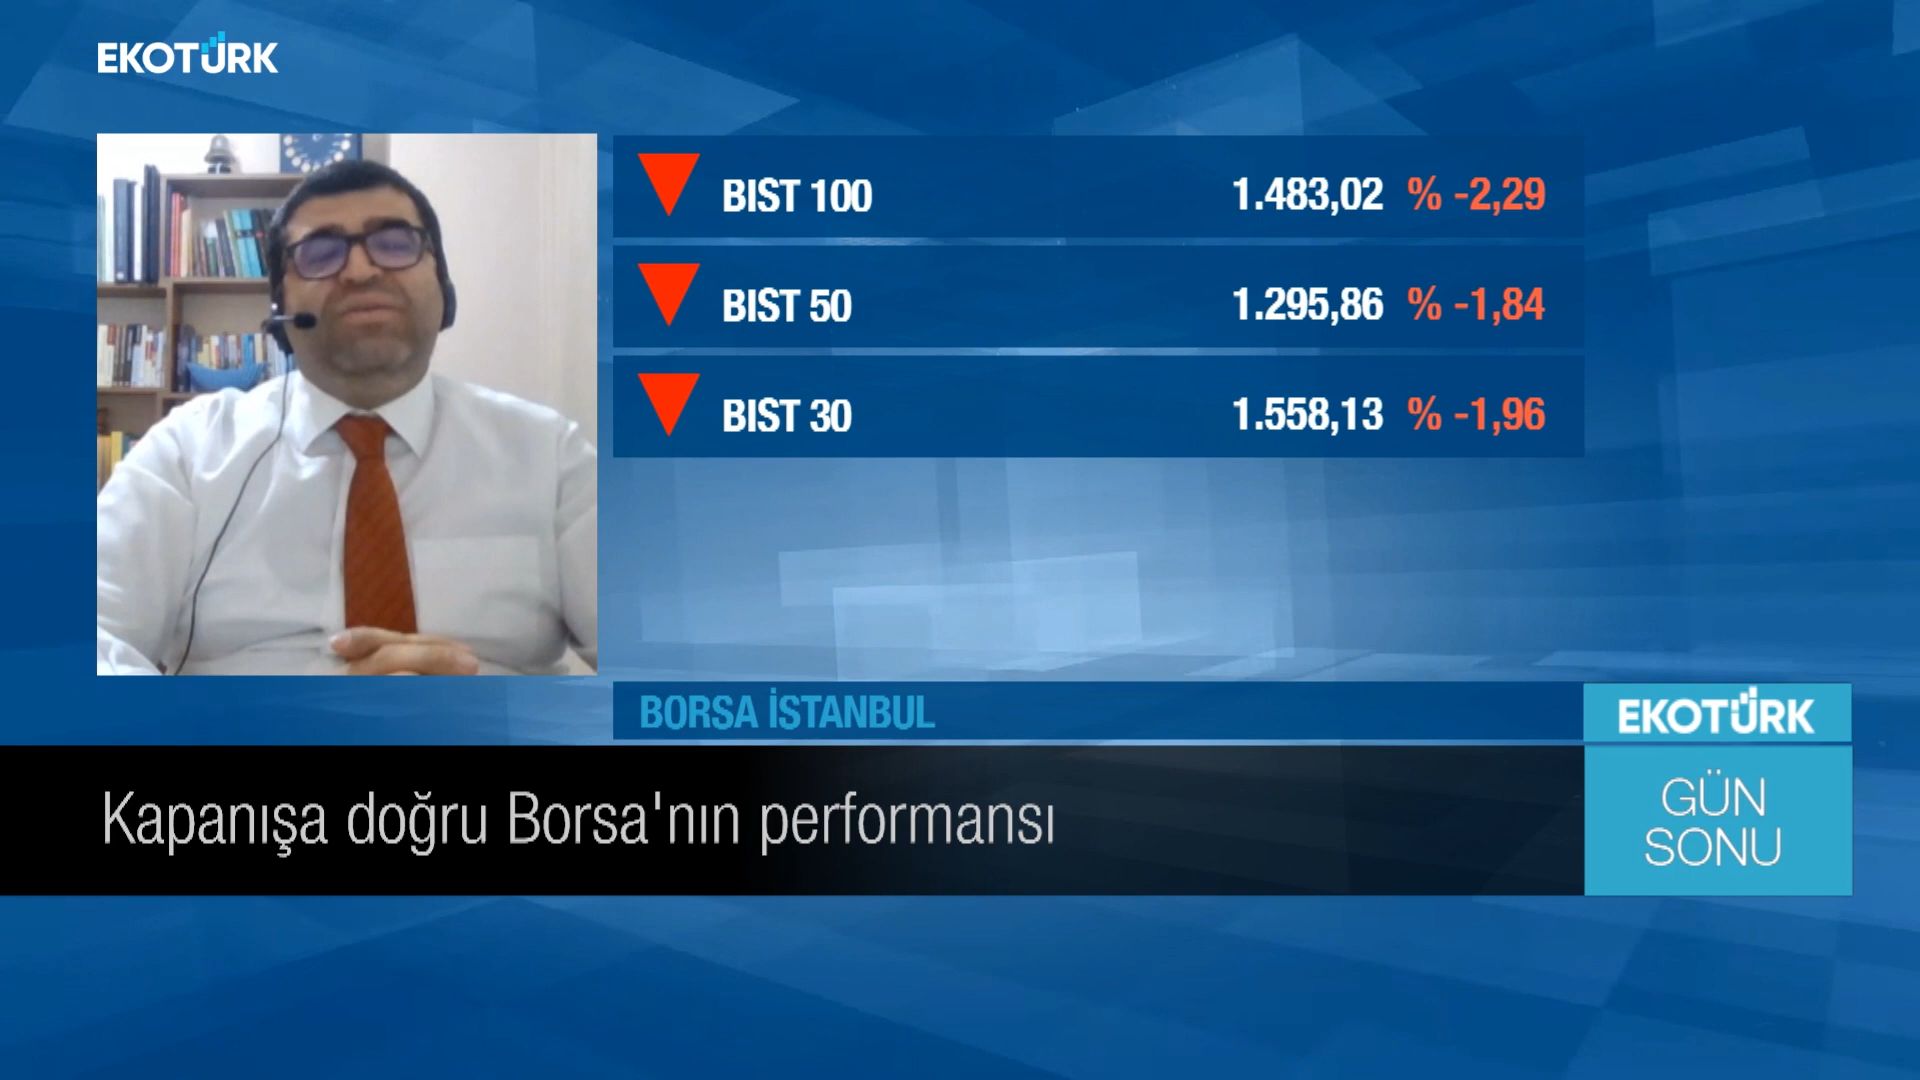 EKOTÜRK
BIST 100 1.483,02 % -2,29
BIST 50 1.295,86 % -1,84
BIST 30 1.558,13 % -1,96
BORSA İSTANBUL
EKOTÜRK
Kapanışa doğru Borsa'nın performansı
GÜN
SONU